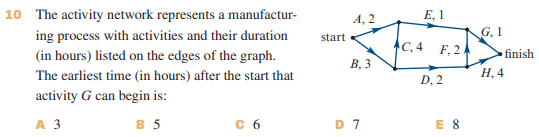 10 The activity network represents a manufactur-
ing process with activities and their duration
(in hours) listed on the edges of the graph.
The earliest time (in hours) after the start that
activity G can begin is:
A 3 B 5 C 6 D 7 E 8
start
A, 2
B, 3
C, 4
E, 1
F, 2
D, 2
G, 1
H, 4
finish